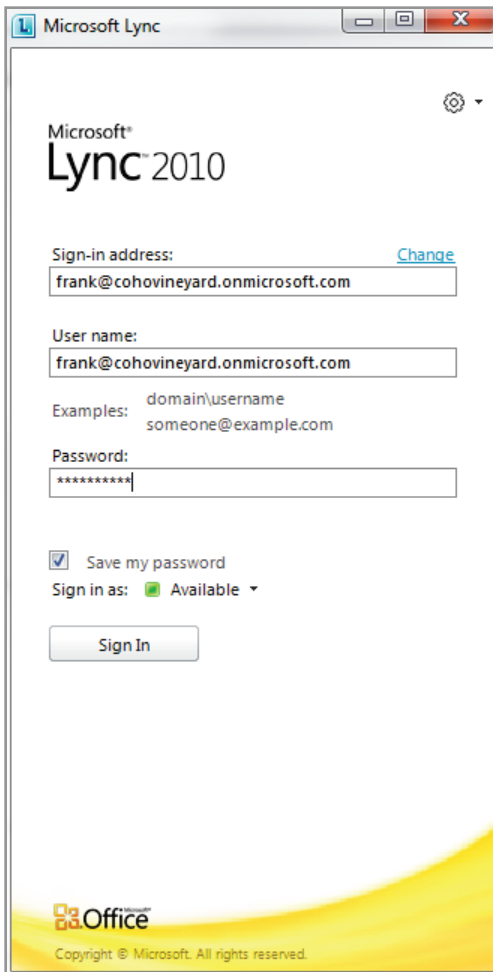 Microsoft Lync
Microsoft®
Lync™ 2010
Sign-in address: Change
frank@cohovineyard.onmicrosoft.com
User name:
frank@cohovineyard.onmicrosoft.com
Examples: domain\username
someone@example.com
Password:
**********
Save my password
Sign in as: Available
Sign In
Microsoft®
Office
Copyright © Microsoft. All rights reserved.